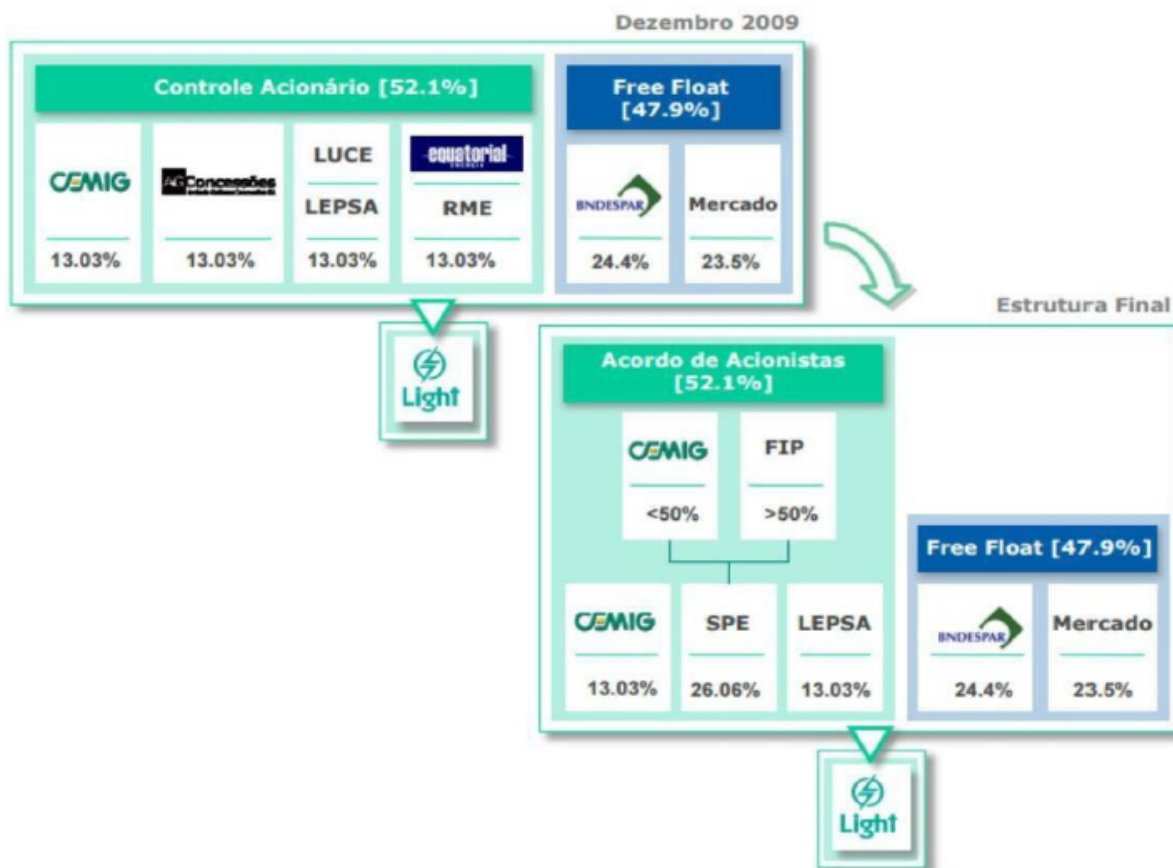 Dezembro 2009
Controle Acionário [52.1%]
CEMIG
13.03%
AG Concessões
13.03%
LUCE
LEPSA
13.03%
equatorial
ENERGIA
RME
13.03%
Free Float
[47.9%]
BNDESPAR
24.4%
Mercado
23.5%
Light
Estrutura Final
Acordo de Acionistas
[52.1%]
CEMIG
<50%
FIP
>50%
CEMIG
13.03%
SPE
26.06%
LEPSA
13.03%
Free Float [47.9%]
BNDESPAR
24.4%
Mercado
23.5%
Light